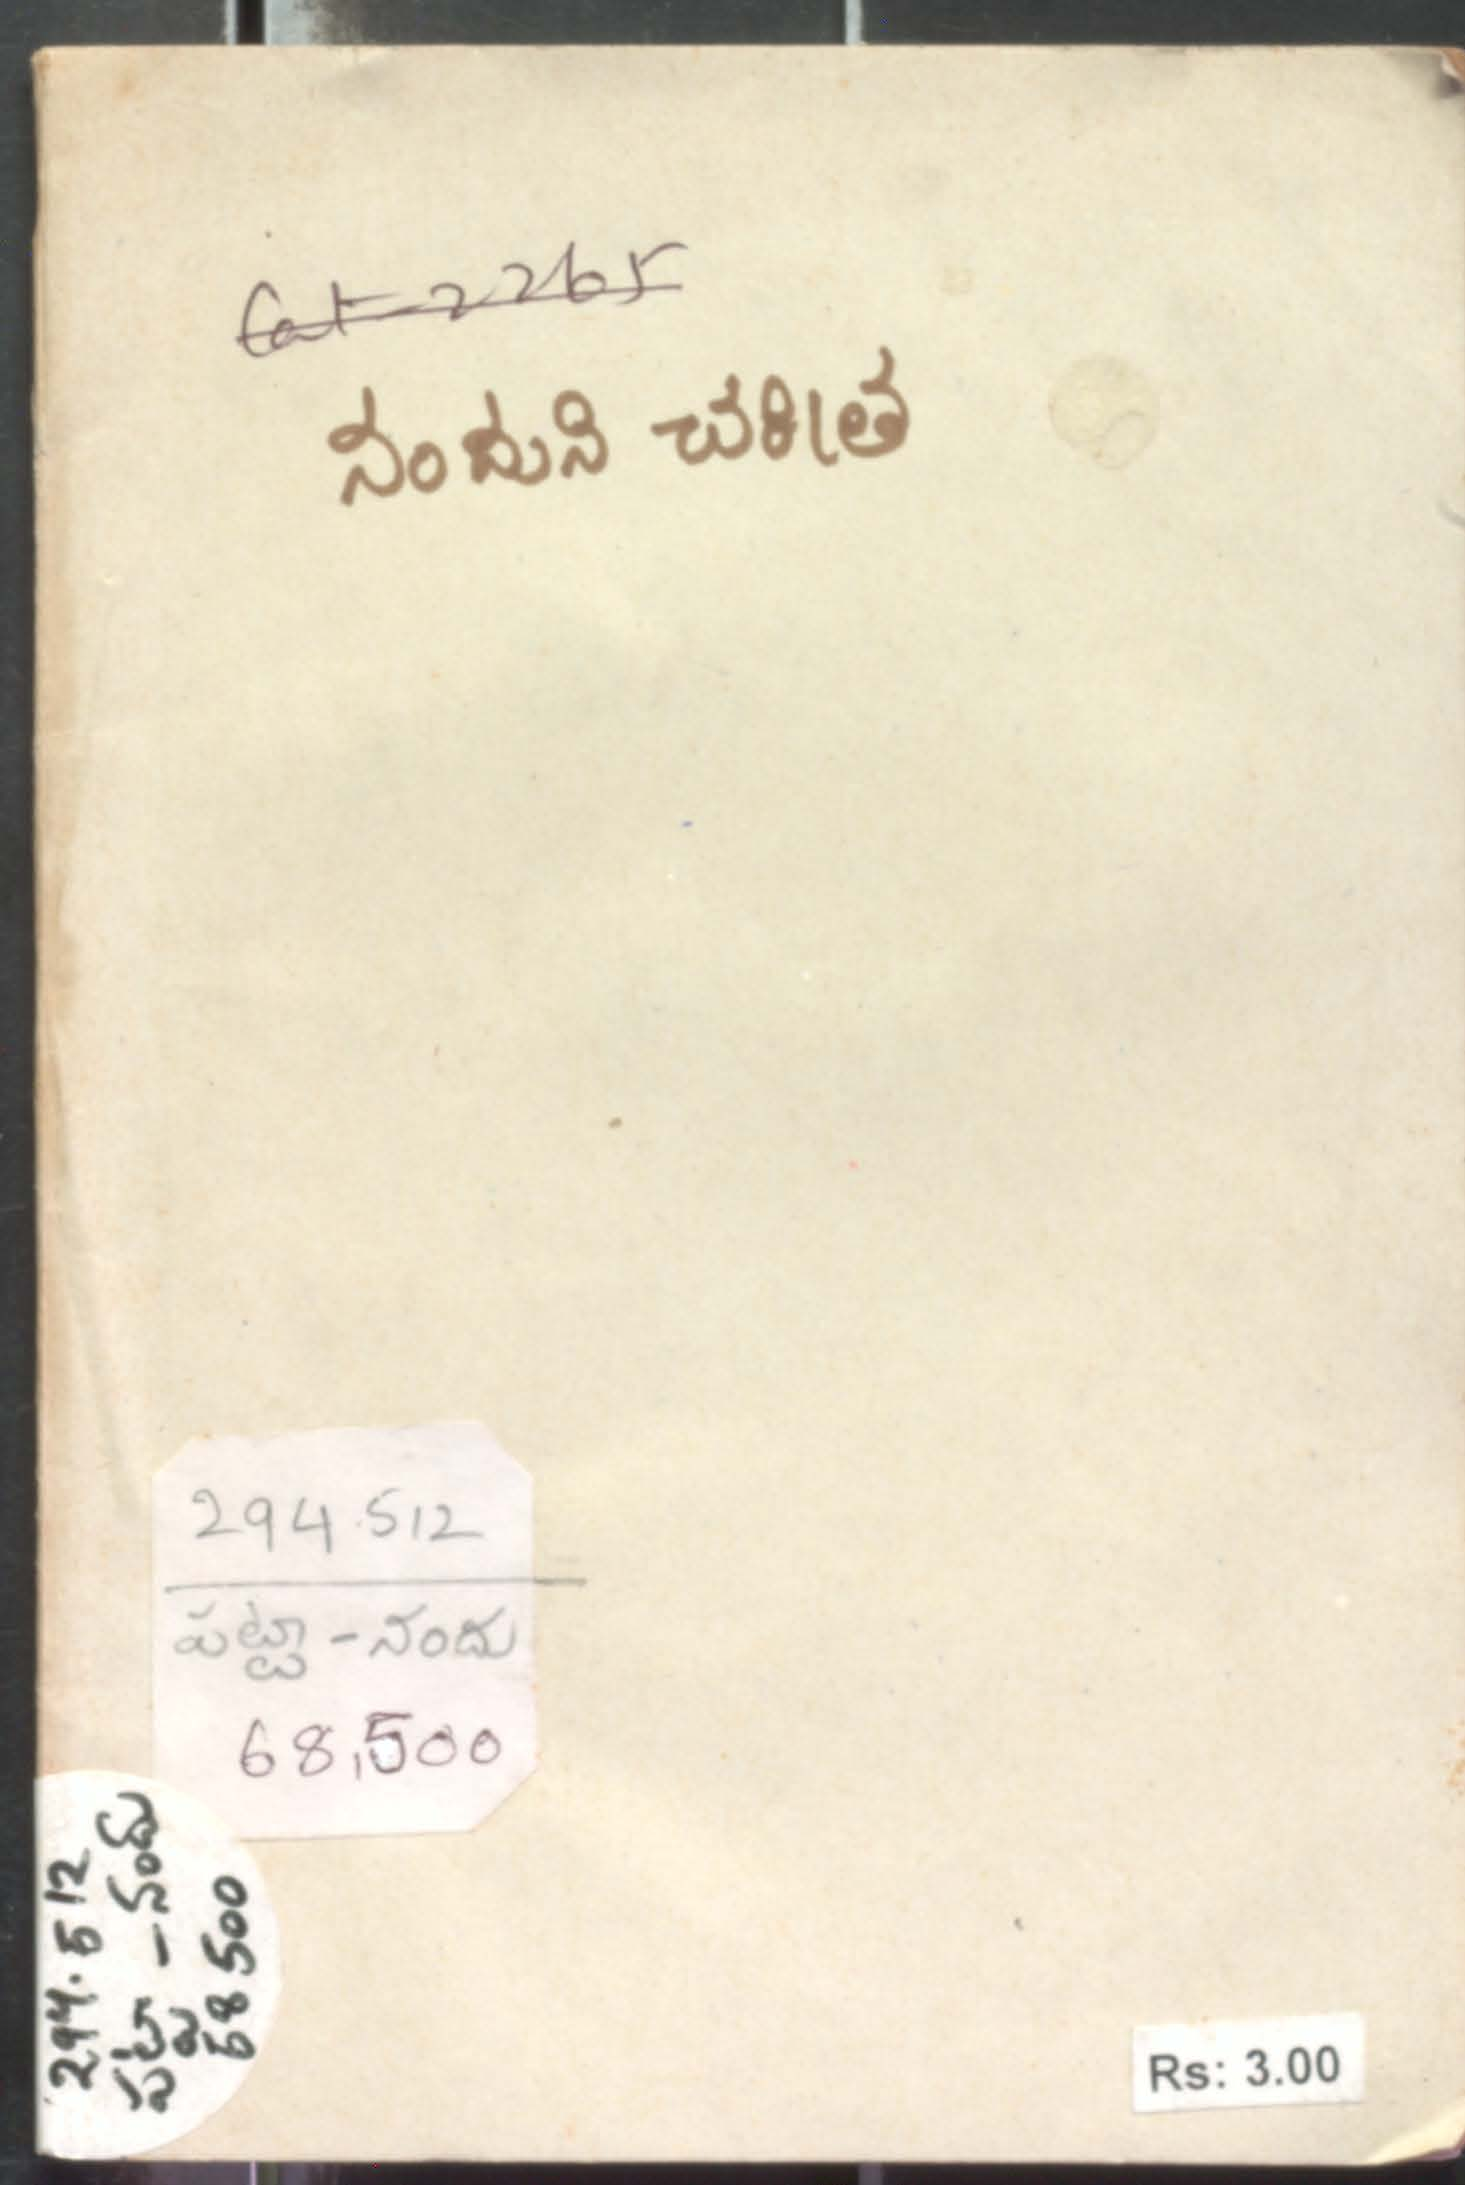 Cat-2265
నందుని చరిత్ర
294.512
పట్టా - నందు
68,500
294.512
పట్టా - నందు
68500
Rs: 3.00